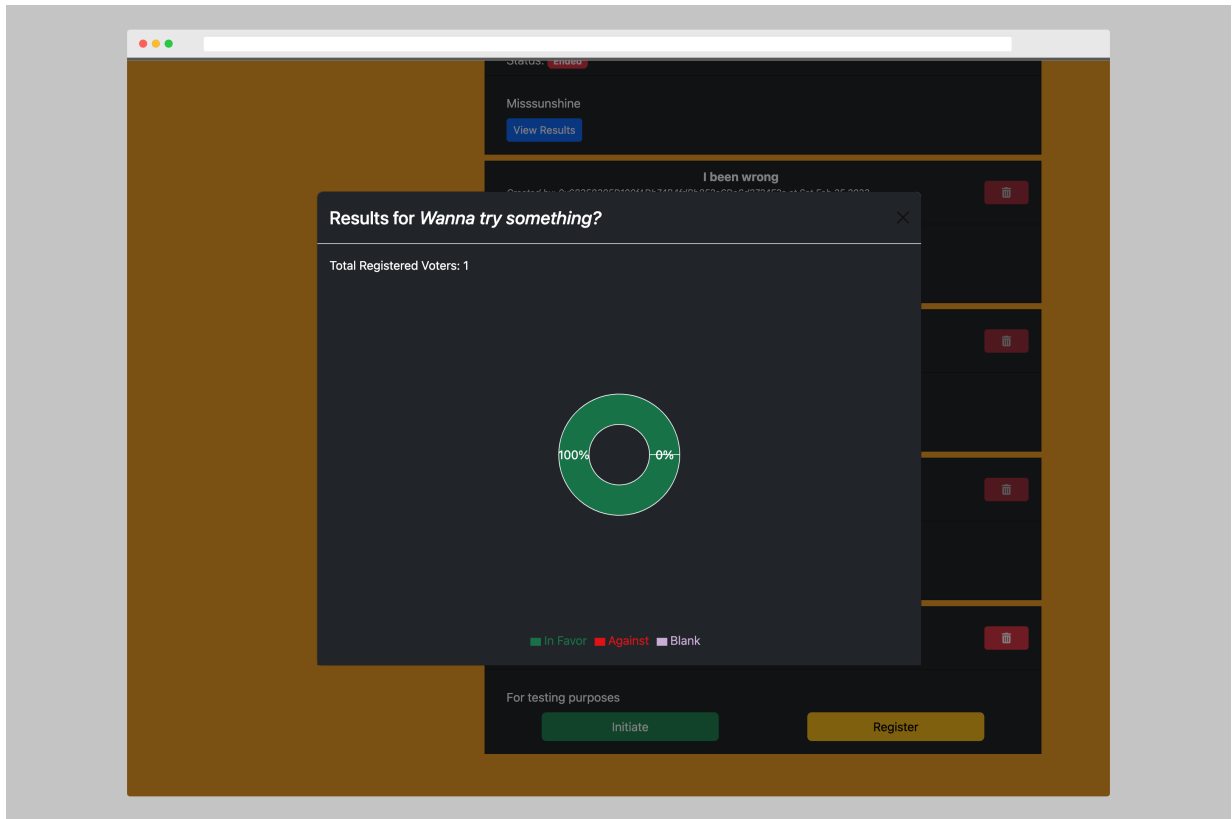 Status: Ended
Misssunshine
View Results
I been wrong
Results for Wanna try something?
Total Registered Voters: 1
100%
0%
In Favor Against Blank
For testing purposes
Initiate Register